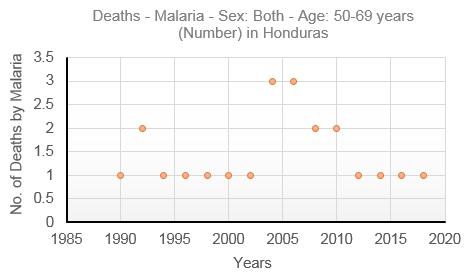 Deaths - Malaria - Sex: Both - Age: 50-69 years
(Number) in Honduras
No. of Deaths by Malaria
3.5
3
2.5
2
1.5
1
0.5
0
1985 1990 1995 2000 2005 2010 2015 2020
Years